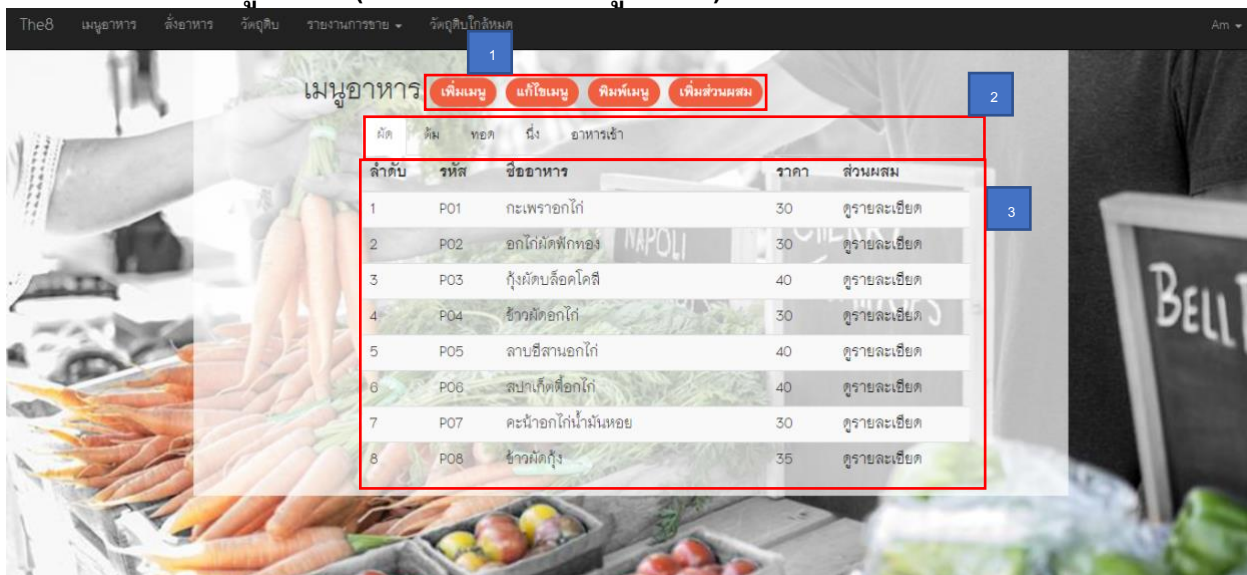 The8 เมนูอาหาร สั่งอาหาร วัตถุดิบ รายงานการขาย วัตถุดิบใกล้หมด Am
1
เมนูอาหาร เพิ่มเมนู แก้ไขเมนู พิมพ์เมนู เพิ่มส่วนผสม
2
ผัด ต้ม ทอด นึ่ง อาหารเช้า
ลำดับ รหัส ชื่ออาหาร ราคา ส่วนผสม
1 P01 กะเพราอกไก่ 30 ดูรายละเอียด
3
2 P02 อกไก่ผัดฟักทอง 30 ดูรายละเอียด
3 P03 กุ้งผัดบล็อคโคลี 40 ดูรายละเอียด
4 P04 ข้าวผัดอกไก่ 30 ดูรายละเอียด
5 P05 ลาบอีสานอกไก่ 40 ดูรายละเอียด
6 P06 สปาเก็ตตี้อกไก่ 40 ดูรายละเอียด
7 P07 คะน้าอกไก่น้ำมันหอย 30 ดูรายละเอียด
8 P08 ข้าวผัดกุ้ง 35 ดูรายละเอียด
NAPOLI
CHERRY
BELL